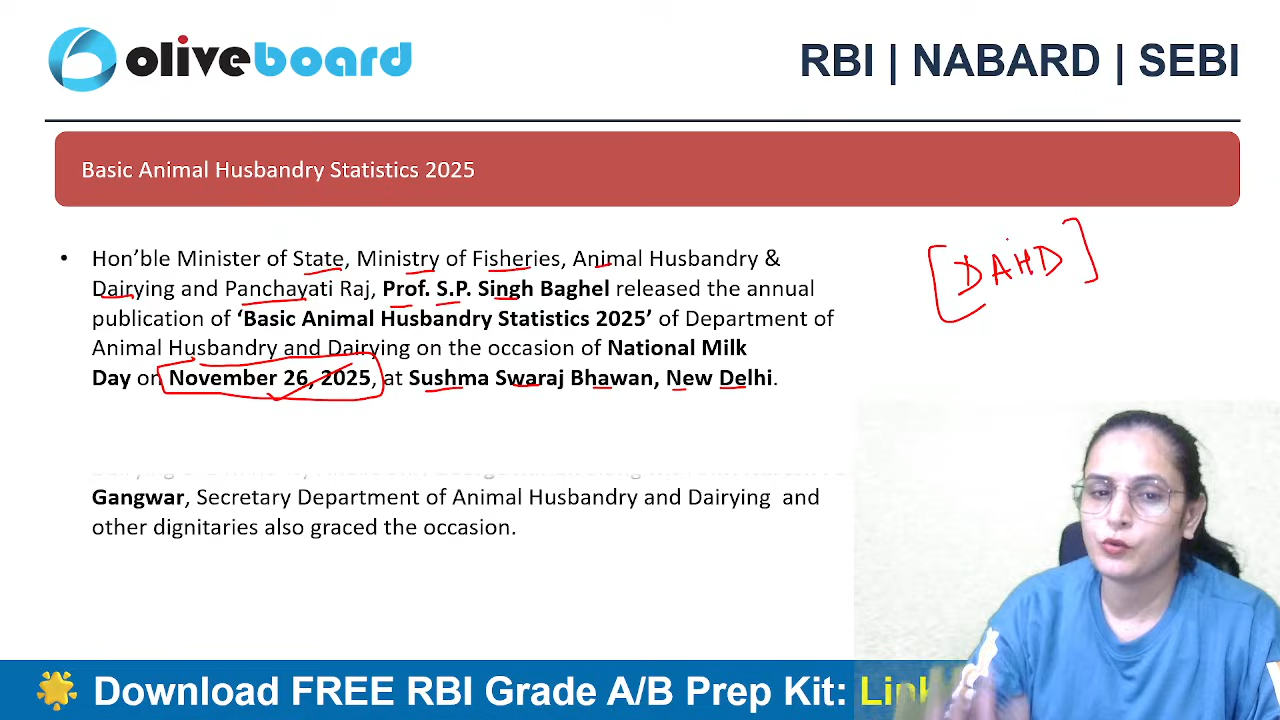 oliveboard
RBI | NABARD | SEBI
Basic Animal Husbandry Statistics 2025
• Hon’ble Minister of State, Ministry of Fisheries, Animal Husbandry &
Dairying and Panchayati Raj, Prof. S.P. Singh Baghel released the annual
publication of ‘Basic Animal Husbandry Statistics 2025’ of Department of
Animal Husbandry and Dairying on the occasion of National Milk
Day on November 26, 2025, at Sushma Swaraj Bhawan, New Delhi.
[DAHD]
Gangwar, Secretary Department of Animal Husbandry and Dairying and
other dignitaries also graced the occasion.
Download FREE RBI Grade A/B Prep Kit: Link